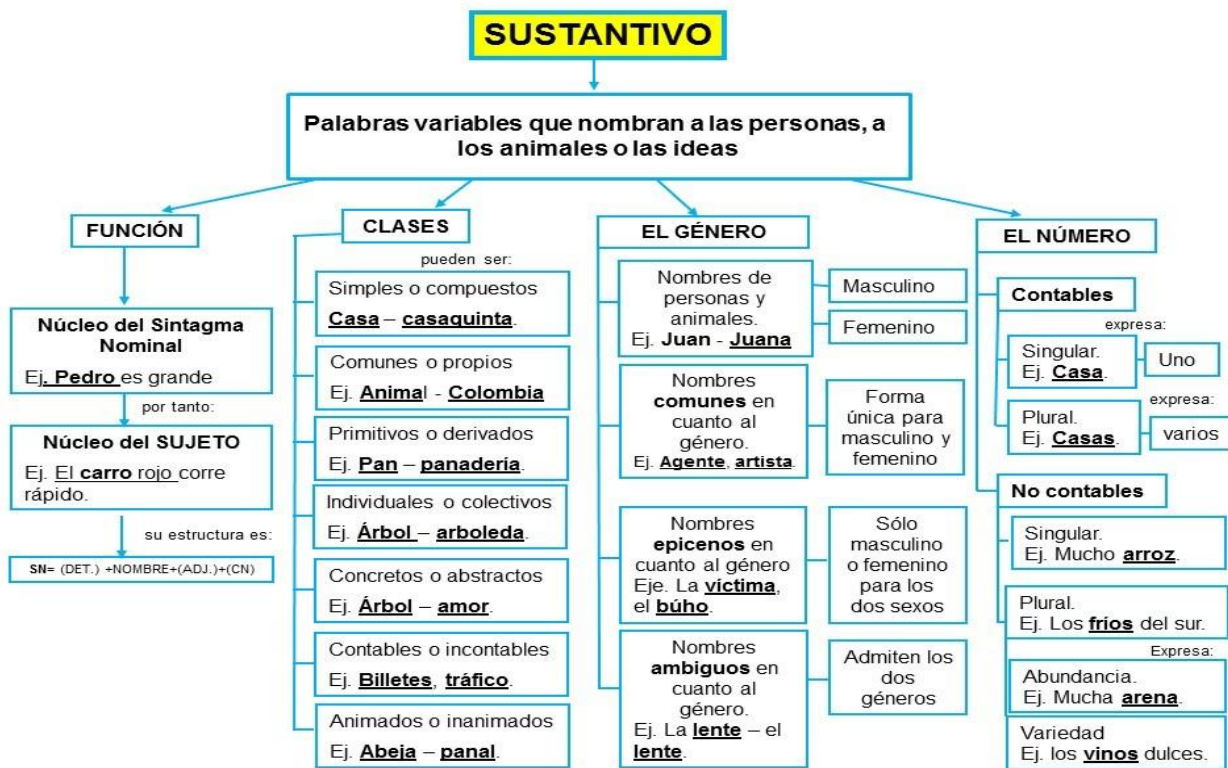 SUSTANTIVO
Palabras variables que nombran a las personas, a
los animales o las ideas
FUNCIÓN
Núcleo del Sintagma
Nominal
Ej. Pedro es grande
por tanto:
Núcleo del SUJETO
Ej. El carro rojo corre
rápido.
su estructura es:
SN= (DET.) +NOMBRE+(ADJ.)+(CN)
CLASES
pueden ser:
Simples o compuestos
Casa – casaquinta.
Comunes o propios
Ej. Animal - Colombia
Primitivos o derivados
Ej. Pan – panadería.
Individuales o colectivos
Ej. Árbol – arboleda.
Concretos o abstractos
Ej. Árbol – amor.
Contables o incontables
Ej. Billetes, tráfico.
Animados o inanimados
Ej. Abeja – panal.
EL GÉNERO
Nombres de
personas y
animales.
Ej. Juan - Juana
Masculino
Femenino
Nombres
comunes en
cuanto al
género.
Ej. Agente, artista.
Forma
única para
masculino y
femenino
Nombres
epicenos en
cuanto al género
Eje. La víctima,
el búho.
Sólo
masculino
o femenino
para los
dos sexos
Nombres
ambiguos en
cuanto al
género.
Ej. La lente – el
lente.
Admiten los
dos
géneros
EL NÚMERO
Contables
expresa:
Singular.
Ej. Casa.
Uno
expresa:
Plural.
Ej. Casas.
varios
No contables
Singular.
Ej. Mucho arroz.
Plural.
Ej. Los fríos del sur.
Expresa:
Abundancia.
Ej. Mucha arena.
Variedad
Ej. los vinos dulces.